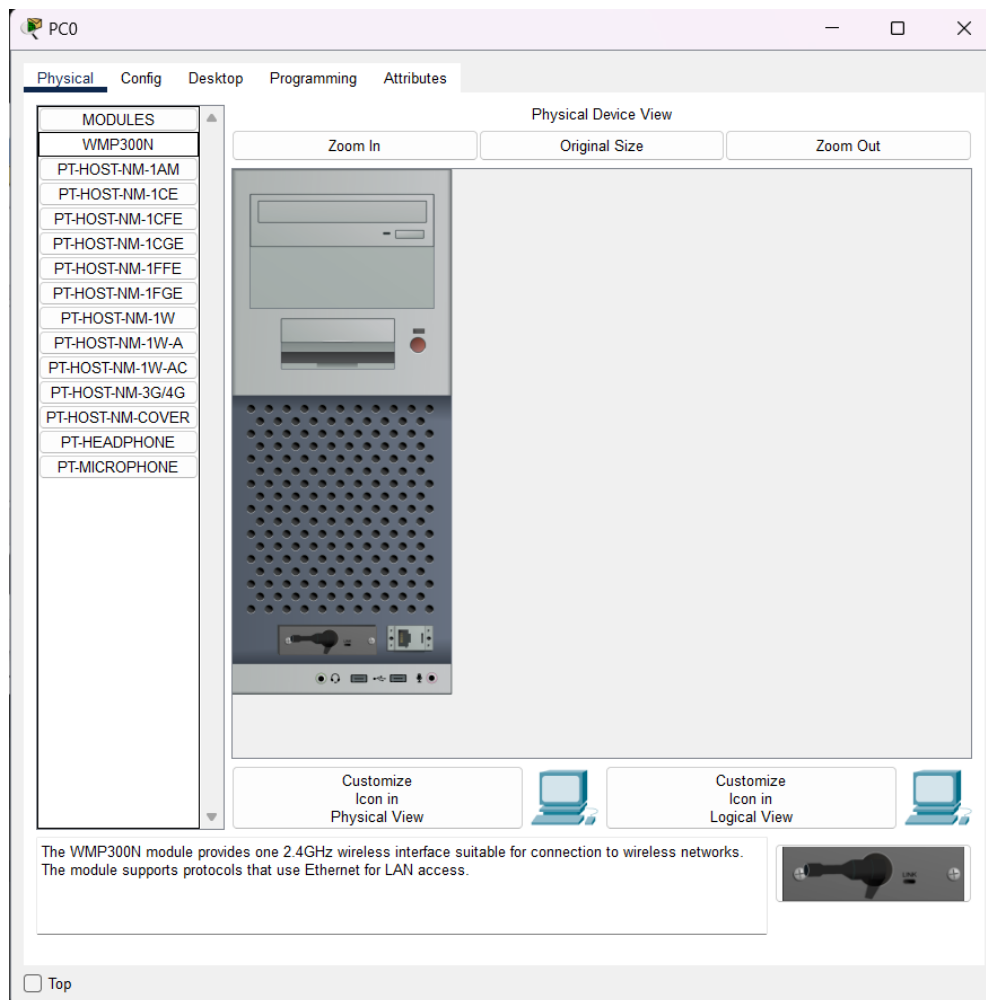 PC0
Physical Config Desktop Programming Attributes
MODULES
WMP300N
PT-HOST-NM-1AM
PT-HOST-NM-1CE
PT-HOST-NM-1CFE
PT-HOST-NM-1CGE
PT-HOST-NM-1FFE
PT-HOST-NM-1FGE
PT-HOST-NM-1W
PT-HOST-NM-1W-A
PT-HOST-NM-1W-AC
PT-HOST-NM-3G/4G
PT-HOST-NM-COVER
PT-HEADPHONE
PT-MICROPHONE
Physical Device View
Zoom In Original Size Zoom Out
Customize
Icon in
Physical View
Customize
Icon in
Logical View
The WMP300N module provides one 2.4GHz wireless interface suitable for connection to wireless networks.
The module supports protocols that use Ethernet for LAN access.
LINK
Top